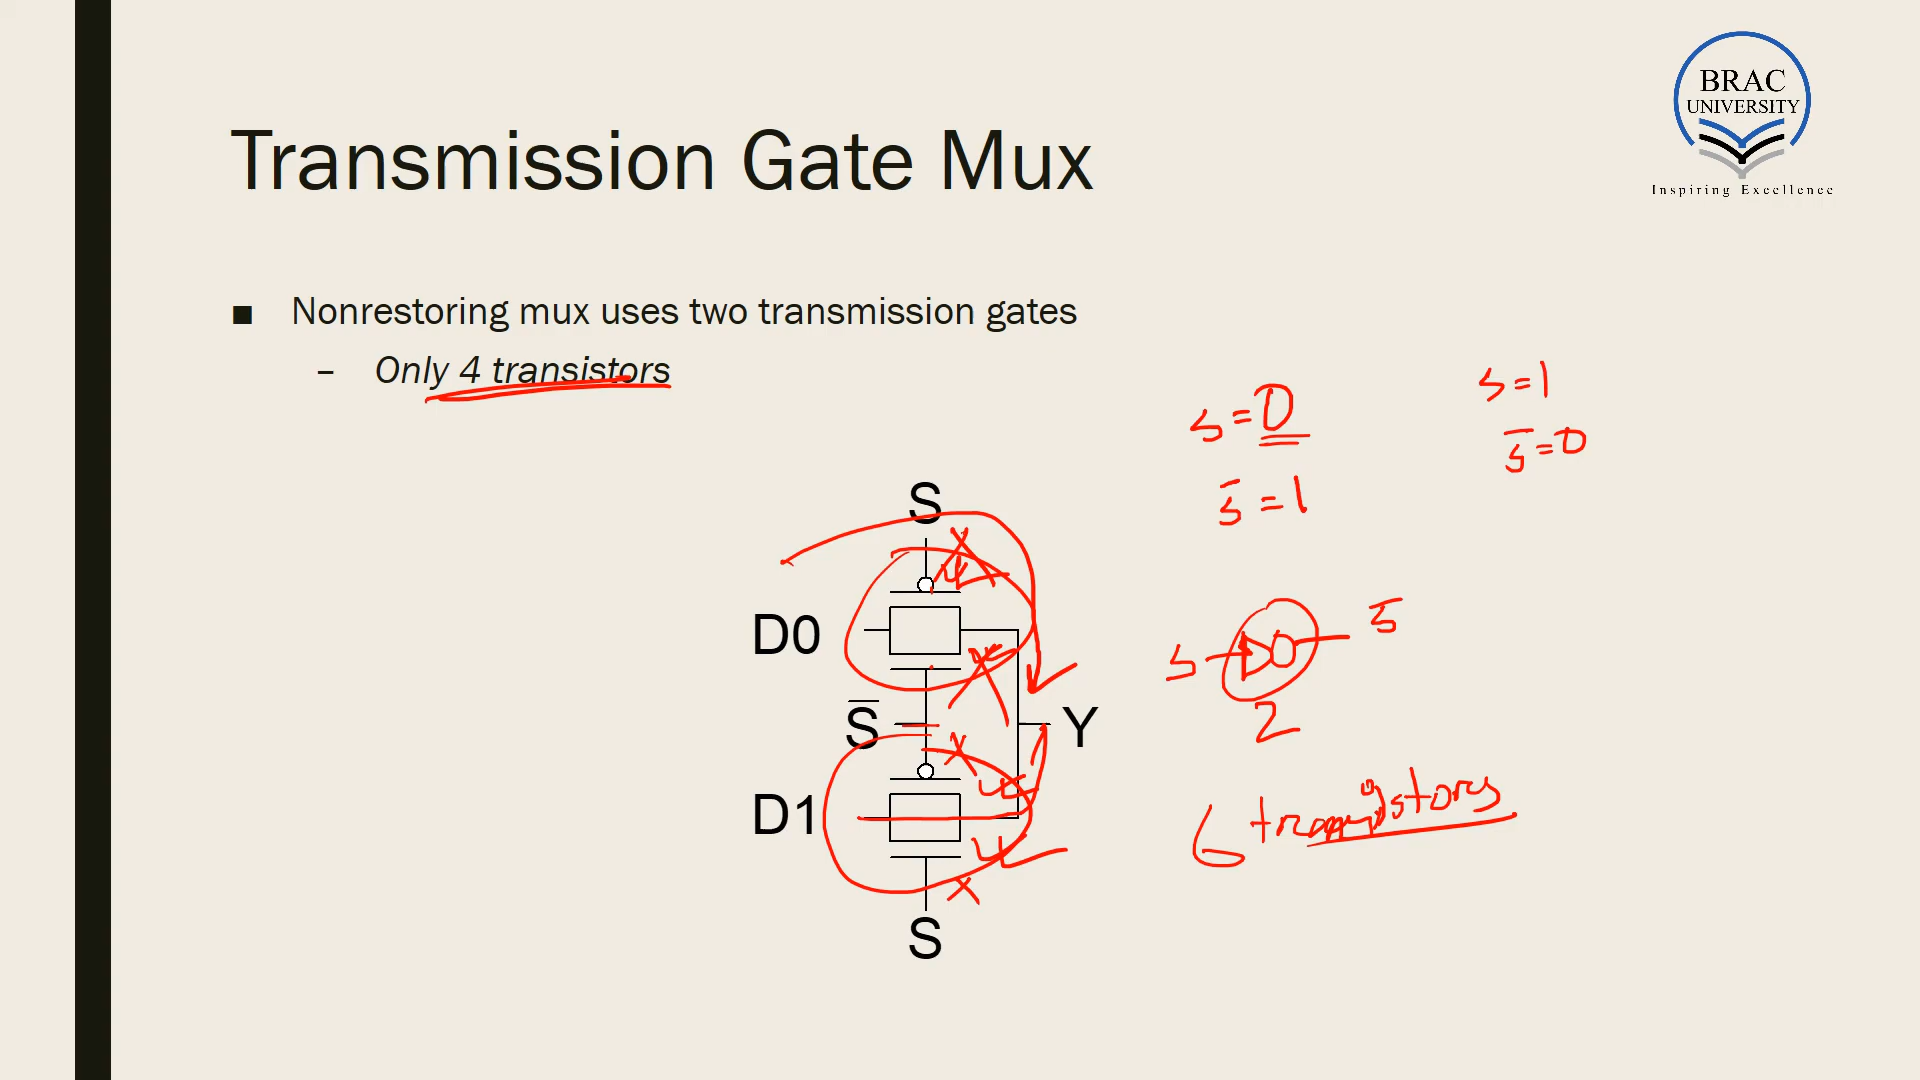 BRAC
UNIVERSITY
Inspiring Excellence
Transmission Gate Mux
■ Nonrestoring mux uses two transmission gates
– Only 4 transistors
s = 0
s̅ = 1
s = 1
s̅ = 0
S
D0
S̅
Y
D1
S
s
s̅
2
6 transistors